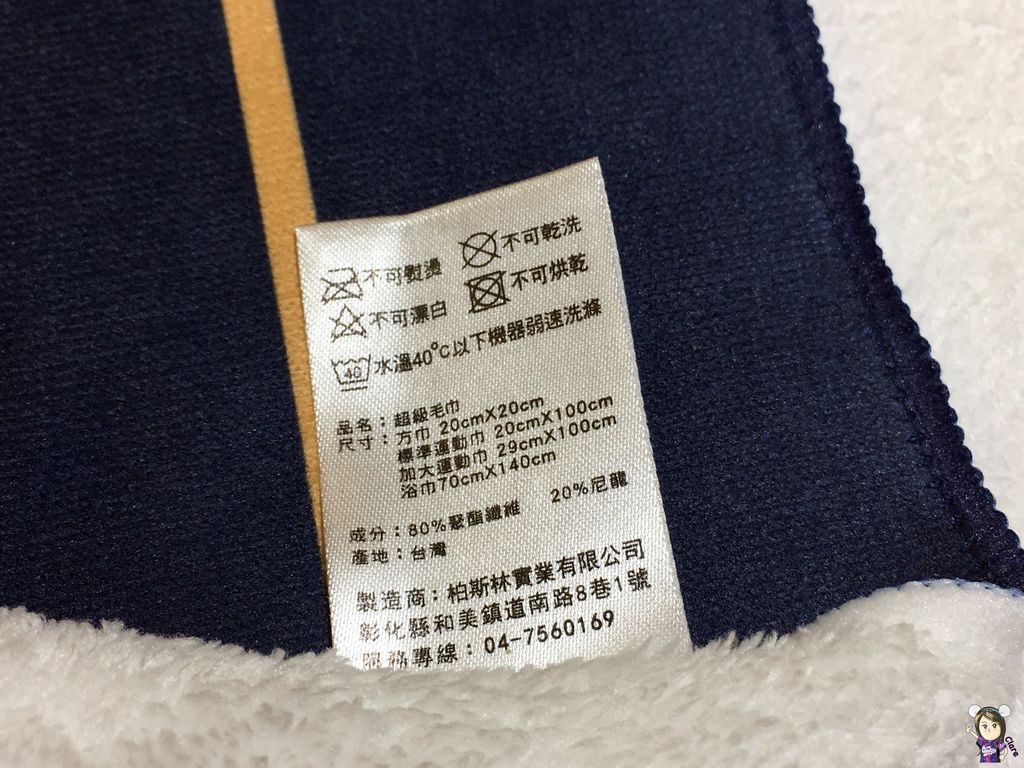 不可熨燙 不可乾洗
不可漂白 不可烘乾
40 水溫40°C以下機器弱速洗滌
品名：超級毛巾
尺寸：方巾 20cmX20cm
標準運動巾 20cmX100cm
加大運動巾 29cmX100cm
浴巾70cmX140cm
成分：80%聚酯纖維 20%尼龍
產地：台灣
製造商：柏斯林實業有限公司
彰化縣和美鎮道南路8巷1號
服務專線：04-7560169
Clare